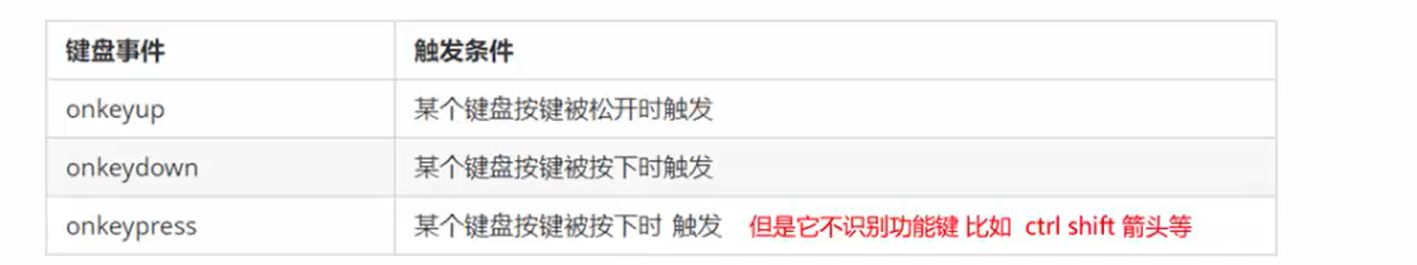 键盘事件 触发条件
onkeyup 某个键盘按键被松开时触发
onkeydown 某个键盘按键被按下时触发
onkeypress 某个键盘按键被按下时 触发 但是它不识别功能键 比如 ctrl shift 箭头等